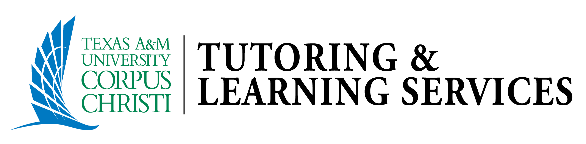 TEXAS A&M
UNIVERSITY
CORPUS
CHRISTI
TUTORING &
LEARNING SERVICES